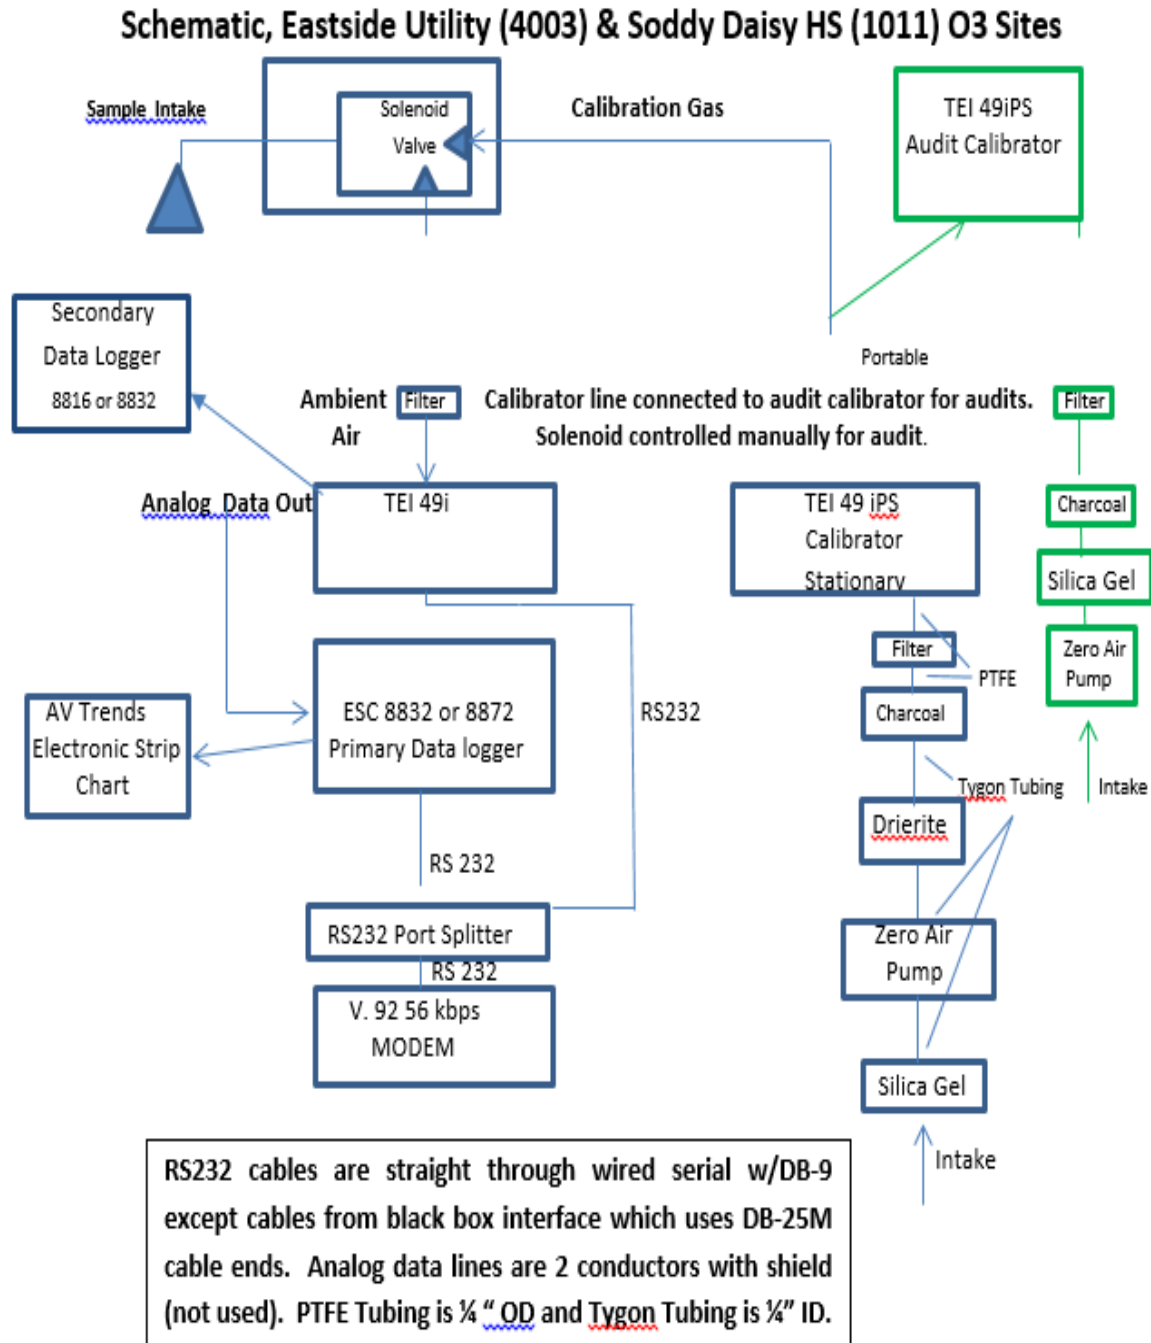 Schematic, Eastside Utility (4003) & Soddy Daisy HS (1011) O3 Sites
Sample Intake
Solenoid
Valve
Calibration Gas
TEI 49iPS
Audit Calibrator
Secondary
Data Logger
8816 or 8832
Portable
Ambient
Air
Filter
Calibrator line connected to audit calibrator for audits.
Solenoid controlled manually for audit.
Filter
Analog Data Out
TEI 49i
TEI 49 iPS
Calibrator
Stationary
Charcoal
Silica Gel
Zero Air
Pump
Intake
Filter
PTFE
Charcoal
Tygon Tubing
Drierite
Zero Air
Pump
Silica Gel
Intake
AV Trends
Electronic Strip
Chart
ESC 8832 or 8872
Primary Data logger
RS232
RS 232
RS232 Port Splitter
RS 232
V. 92 56 kbps
MODEM
RS232 cables are straight through wired serial w/DB-9
except cables from black box interface which uses DB-25M
cable ends. Analog data lines are 2 conductors with shield
(not used). PTFE Tubing is ¼ “ OD and Tygon Tubing is ¼” ID.